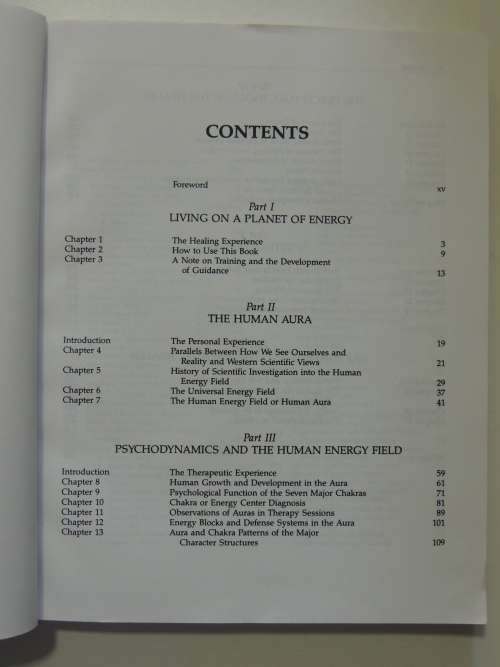 CONTENTS
Foreword xv
Part I
LIVING ON A PLANET OF ENERGY
Chapter 1 The Healing Experience 3
Chapter 2 How to Use This Book 9
Chapter 3 A Note on Training and the Development
of Guidance 13
Part II
THE HUMAN AURA
Introduction The Personal Experience 19
Chapter 4 Parallels Between How We See Ourselves and
Reality and Western Scientific Views 21
Chapter 5 History of Scientific Investigation into the Human
Energy Field 29
Chapter 6 The Universal Energy Field 37
Chapter 7 The Human Energy Field or Human Aura 41
Part III
PSYCHODYNAMICS AND THE HUMAN ENERGY FIELD
Introduction The Therapeutic Experience 59
Chapter 8 Human Growth and Development in the Aura 61
Chapter 9 Psychological Function of the Seven Major Chakras 71
Chapter 10 Chakra or Energy Center Diagnosis 81
Chapter 11 Observations of Auras in Therapy Sessions 89
Chapter 12 Energy Blocks and Defense Systems in the Aura 101
Chapter 13 Aura and Chakra Patterns of the Major
Character Structures 109